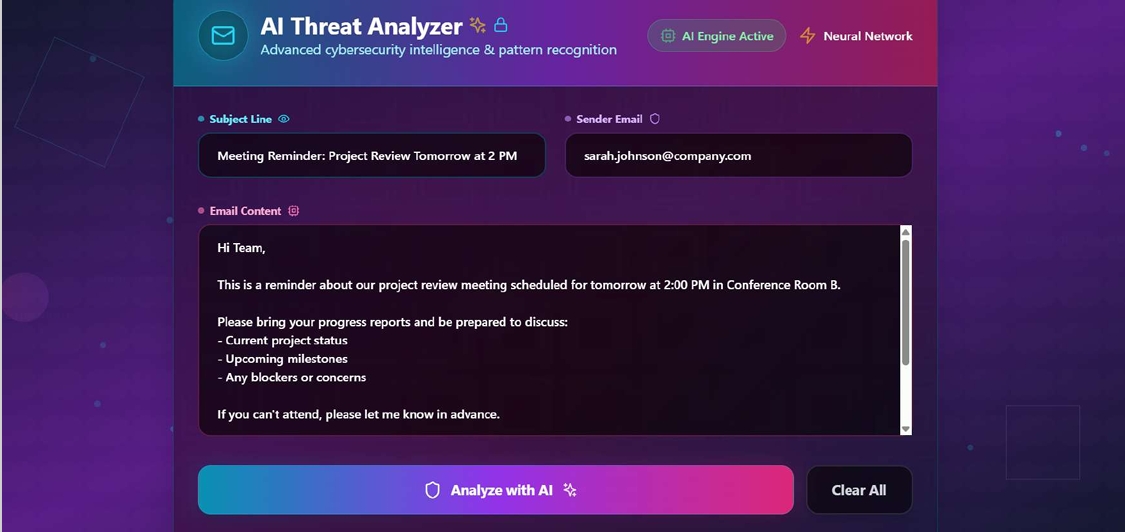 AI Threat Analyzer
Advanced cybersecurity intelligence & pattern recognition
AI Engine Active
Neural Network
Subject Line
Sender Email
Meeting Reminder: Project Review Tomorrow at 2 PM
sarah.johnson@company.com
Email Content
Hi Team,
This is a reminder about our project review meeting scheduled for tomorrow at 2:00 PM in Conference Room B.
Please bring your progress reports and be prepared to discuss:
- Current project status
- Upcoming milestones
- Any blockers or concerns
If you can't attend, please let me know in advance.
Analyze with AI
Clear All